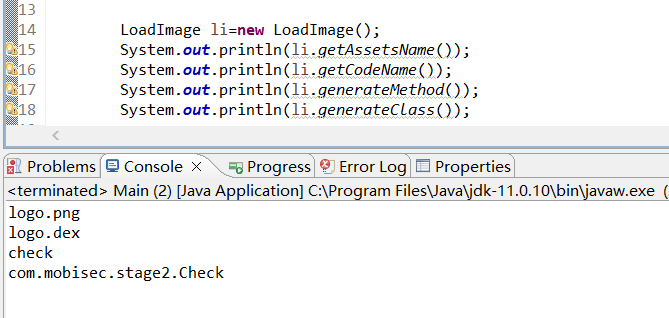 13
14 LoadImage li=new LoadImage();
15 System.out.println(li.getAssetsName());
16 System.out.println(li.getCodeName());
17 System.out.println(li.generateMethod());
18 System.out.println(li.generateClass());
Problems Console Progress Error Log Properties
<terminated> Main (2) [Java Application] C:\Program Files\Java\jdk-11.0.10\bin\javaw.exe (
logo.png
logo.dex
check
com.mobisec.stage2.Check